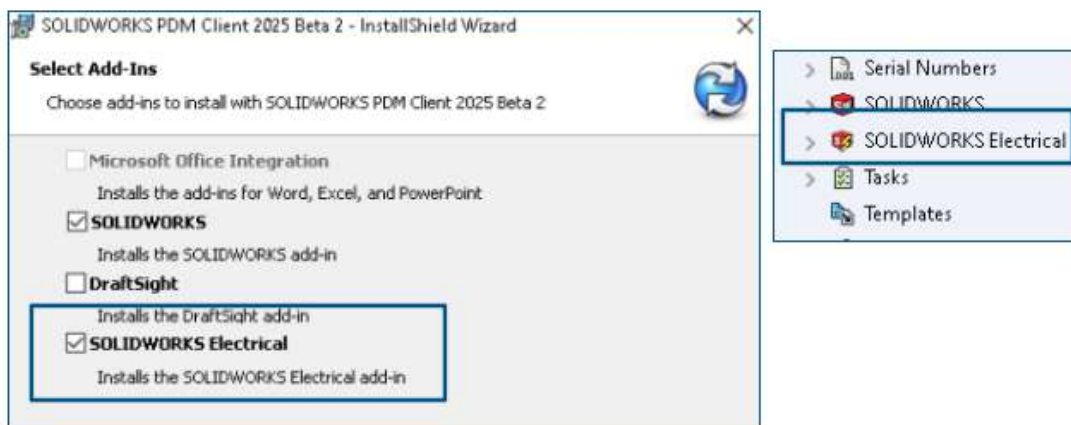 SOLIDWORKS PDM Client 2025 Beta 2 - InstallShield Wizard
Select Add-Ins
Choose add-ins to install with SOLIDWORKS PDM Client 2025 Beta 2
Microsoft Office Integration
Installs the add-ins for Word, Excel, and PowerPoint
SOLIDWORKS
Installs the SOLIDWORKS add-in
DraftSight
Installs the DraftSight add-in
SOLIDWORKS Electrical
Installs the SOLIDWORKS Electrical add-in
Serial Numbers
SOLIDWORKS
SOLIDWORKS Electrical
Tasks
Templates